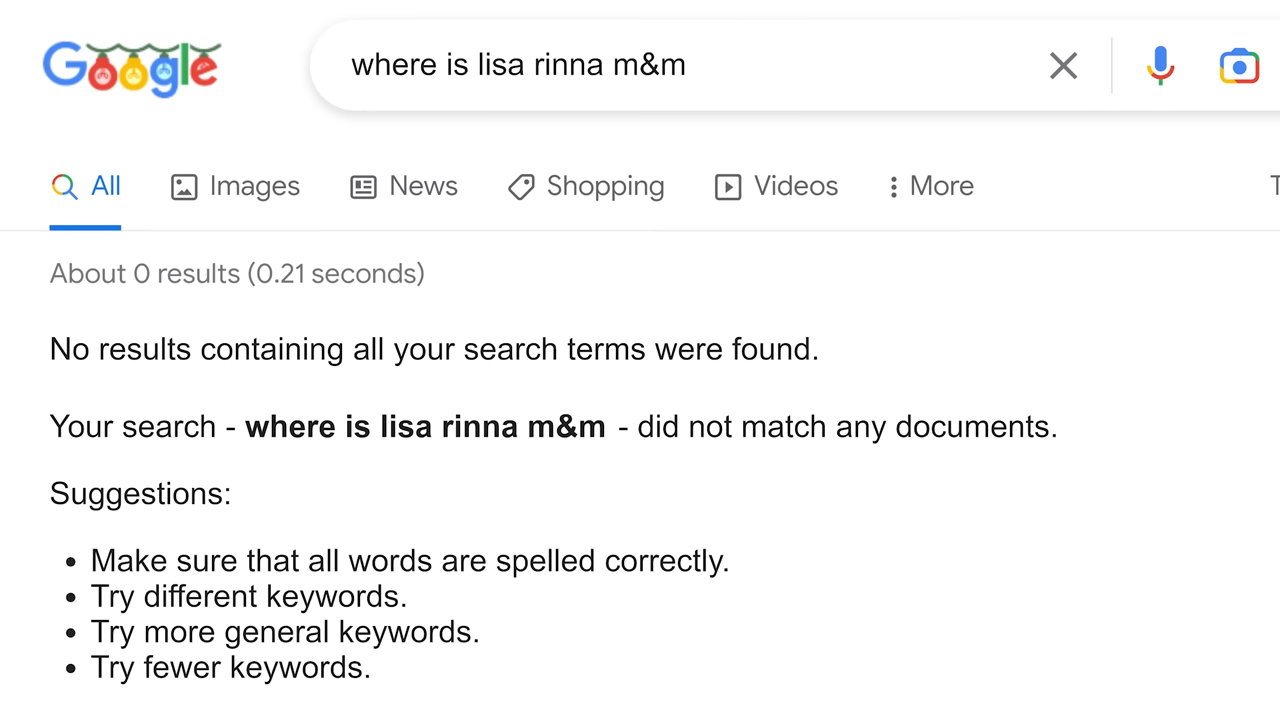 Google
where is lisa rinna m&m
All Images News Shopping Videos More T
About 0 results (0.21 seconds)
No results containing all your search terms were found.
Your search - where is lisa rinna m&m - did not match any documents.
Suggestions:
Make sure that all words are spelled correctly.
Try different keywords.
Try more general keywords.
Try fewer keywords.